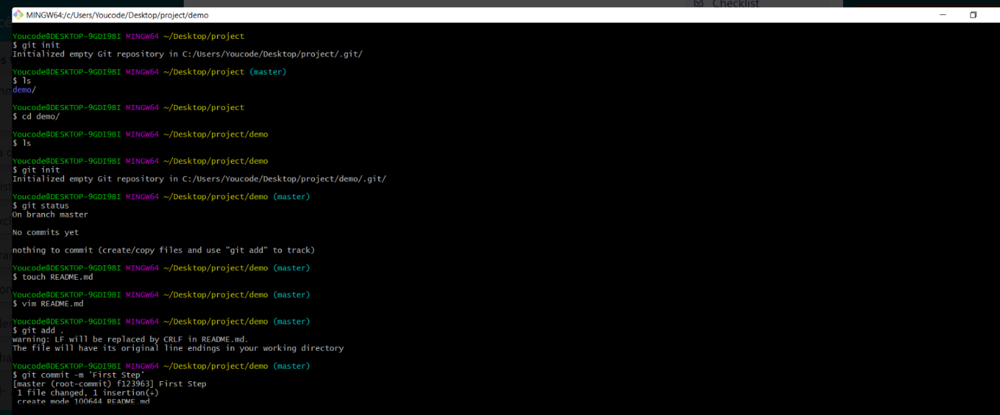 Checklist
MINGW64:/c/Users/Youcode/Desktop/project/demo
Youcode@DESKTOP-9GDI9BI MINGW64 ~/Desktop/project
$ git init
Initialized empty Git repository in C:/Users/Youcode/Desktop/project/.git/
Youcode@DESKTOP-9GDI9BI MINGW64 ~/Desktop/project (master)
$ ls
demo/
Youcode@DESKTOP-9GDI9BI MINGW64 ~/Desktop/project
$ cd demo/
Youcode@DESKTOP-9GDI9BI MINGW64 ~/Desktop/project/demo
$ ls
Youcode@DESKTOP-9GDI9BI MINGW64 ~/Desktop/project/demo
$ git init
Initialized empty Git repository in C:/Users/Youcode/Desktop/project/demo/.git/
Youcode@DESKTOP-9GDI9BI MINGW64 ~/Desktop/project/demo (master)
$ git status
On branch master
No commits yet
nothing to commit (create/copy files and use "git add" to track)
Youcode@DESKTOP-9GDI9BI MINGW64 ~/Desktop/project/demo (master)
$ touch README.md
Youcode@DESKTOP-9GDI9BI MINGW64 ~/Desktop/project/demo (master)
$ vim README.md
Youcode@DESKTOP-9GDI9BI MINGW64 ~/Desktop/project/demo (master)
$ git add .
warning: LF will be replaced by CRLF in README.md.
The file will have its original line endings in your working directory
Youcode@DESKTOP-9GDI9BI MINGW64 ~/Desktop/project/demo (master)
$ git commit -m 'First Step'
[master (root-commit) f123963] First Step
1 file changed, 1 insertion(+)
create mode 100644 README.md